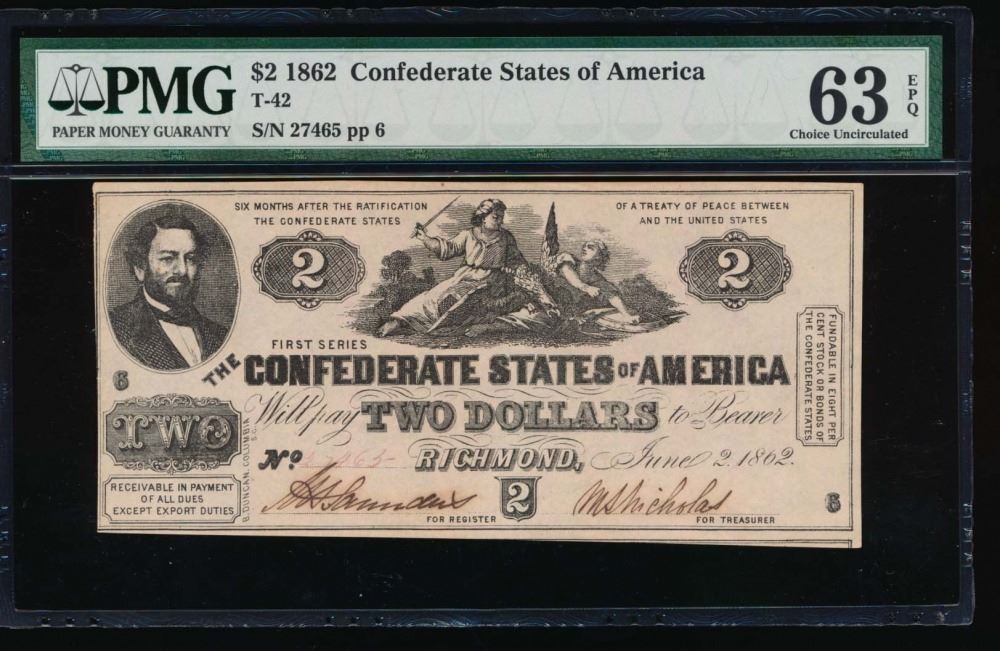 PMG
PAPER MONEY GUARANTY
$2 1862 Confederate States of America
T-42
S/N 27465 pp 6
63
EPQ
Choice Uncirculated
SIX MONTHS AFTER THE RATIFICATION
OF A TREATY OF PEACE BETWEEN
THE CONFEDERATE STATES
AND THE UNITED STATES
2
2
FIRST SERIES
THE CONFEDERATE STATES OF AMERICA
6
Will pay TWO DOLLARS to Bearer
TWO
No 27465
RICHMOND, June 2. 1862.
RECEIVABLE IN PAYMENT
OF ALL DUES
EXCEPT EXPORT DUTIES
B. DUNCAN, COLUMBIA S.C.
2
FOR REGISTER
M S Nicholas
FOR TREASURER
6
FUNDABLE IN EIGHT PER
CENT STOCK OR BONDS OF
THE CONFEDERATE STATES